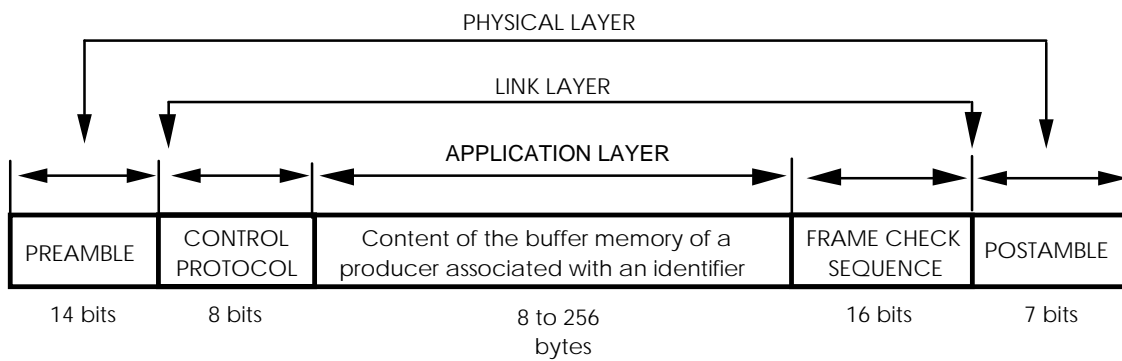 PHYSICAL LAYER
LINK LAYER
APPLICATION LAYER
PREAMBLE
CONTROL
PROTOCOL
Content of the buffer memory of a
producer associated with an identifier
FRAME CHECK
SEQUENCE
POSTAMBLE
14 bits
8 bits
8 to 256
bytes
16 bits
7 bits